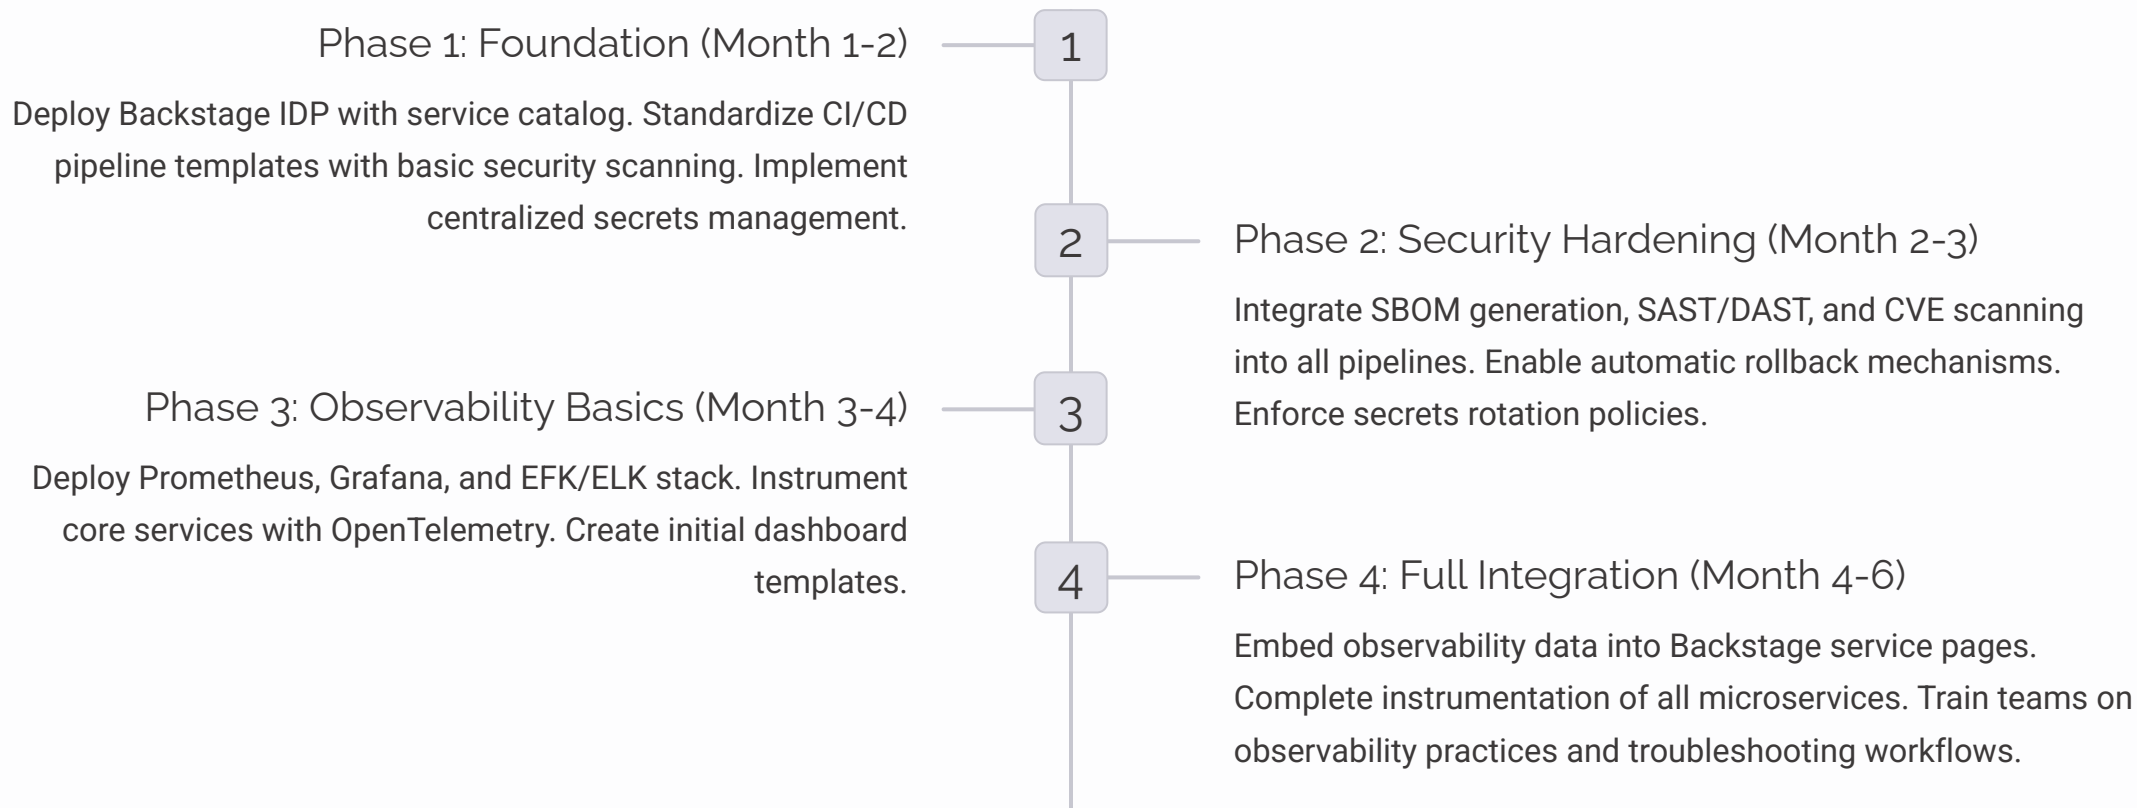 Phase 1: Foundation (Month 1-2)
1
Deploy Backstage IDP with service catalog. Standardize CI/CD
pipeline templates with basic security scanning. Implement
centralized secrets management.
2
Phase 2: Security Hardening (Month 2-3)
Integrate SBOM generation, SAST/DAST, and CVE scanning
into all pipelines. Enable automatic rollback mechanisms.
Enforce secrets rotation policies.
Phase 3: Observability Basics (Month 3-4)
3
Deploy Prometheus, Grafana, and EFK/ELK stack. Instrument
core services with OpenTelemetry. Create initial dashboard
templates.
4
Phase 4: Full Integration (Month 4-6)
Embed observability data into Backstage service pages.
Complete instrumentation of all microservices. Train teams on
observability practices and troubleshooting workflows.